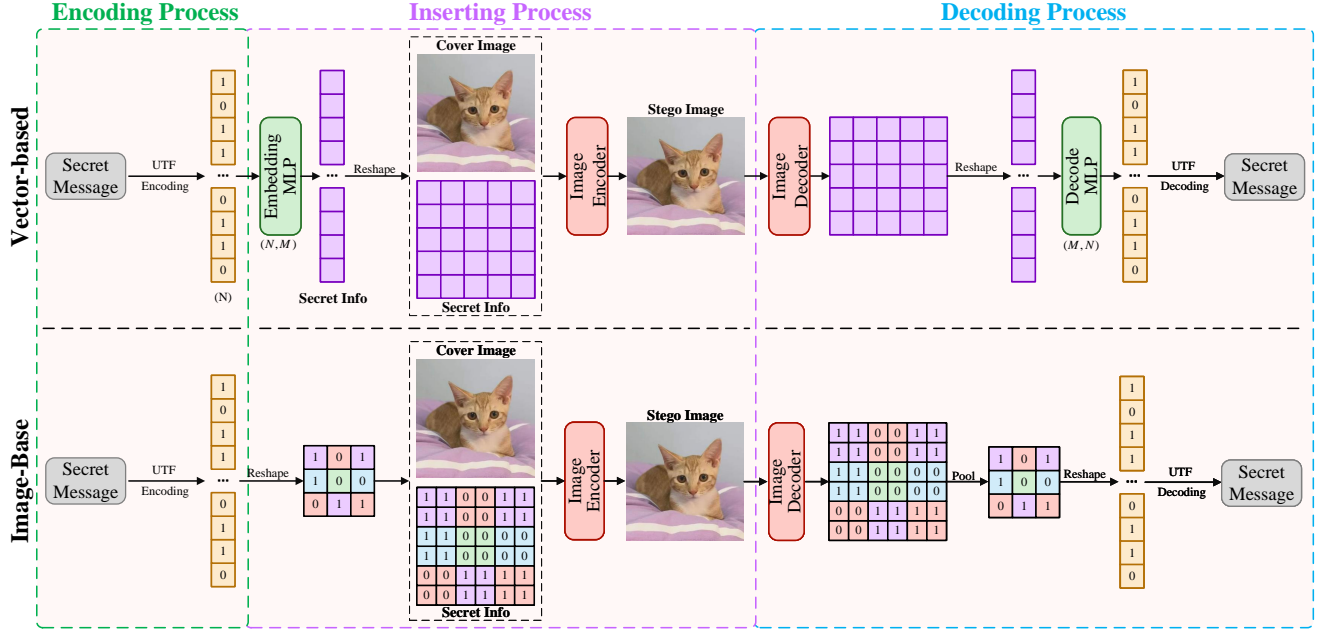 Encoding Process
Inserting Process
Decoding Process
Vector-based
Secret
Message
UTF
Encoding
1
0
1
1
...
0
1
1
0
(N)
Embedding
MLP
(N, M)
...
Secret Info
Reshape
Cover Image
Secret Info
Image
Encoder
Stego Image
Image
Decoder
Reshape
...
Decode
MLP
(M, N)
1
0
1
1
...
0
1
1
0
UTF
Decoding
Secret
Message
Image-Base
Secret
Message
UTF
Encoding
1
0
1
1
...
0
1
1
0
Reshape
1 0 1
1 0 0
0 1 1
Cover Image
1 1 0 0 1 1
1 1 0 0 1 1
1 1 0 0 0 0
1 1 0 0 0 0
0 0 1 1 1 1
0 0 1 1 1 1
Secret Info
Image
Encoder
Stego Image
Image
Decoder
1 1 0 0 1 1
1 1 0 0 1 1
1 1 0 0 0 0
1 1 0 0 0 0
0 0 1 1 1 1
0 0 1 1 1 1
Pool
1 0 1
1 0 0
0 1 1
Reshape
1
0
1
1
...
0
1
1
0
UTF
Decoding
Secret
Message